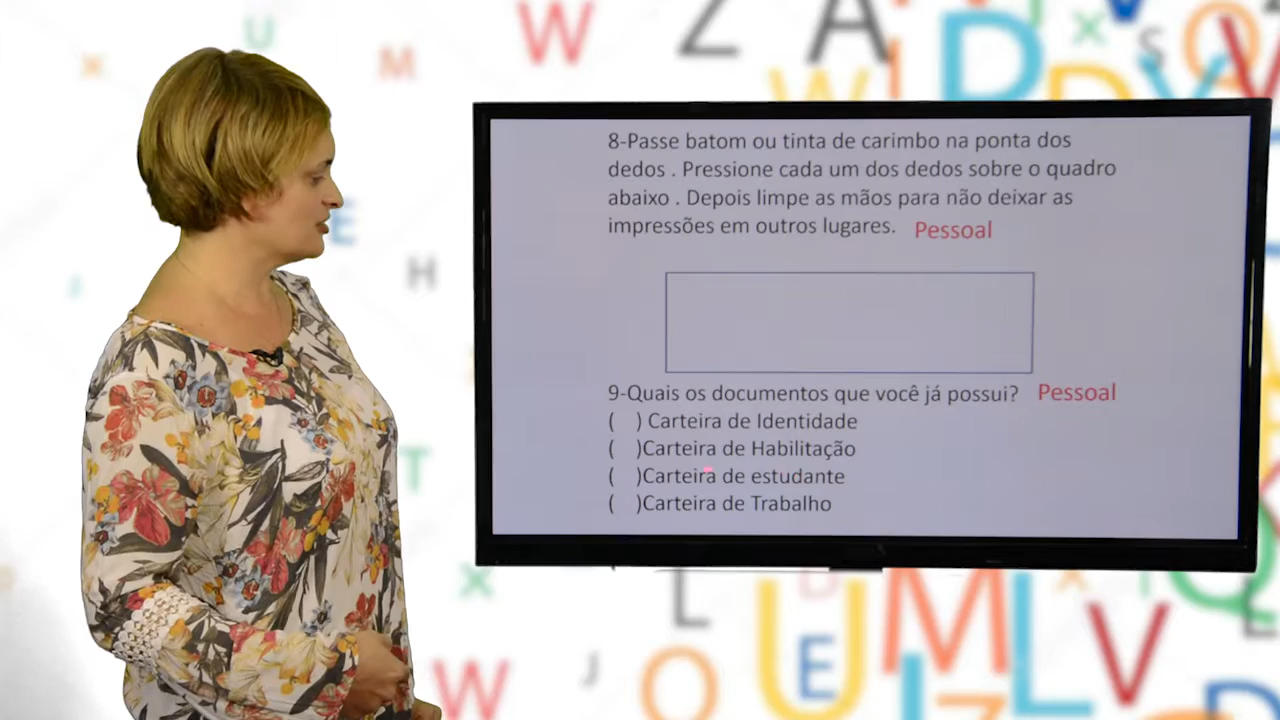 8-Passe batom ou tinta de carimbo na ponta dos
dedos . Pressione cada um dos dedos sobre o quadro
abaixo . Depois limpe as mãos para não deixar as
impressões em outros lugares. Pessoal
9-Quais os documentos que você já possui? Pessoal
( ) Carteira de Identidade
( )Carteira de Habilitação
( )Carteira de estudante
( )Carteira de Trabalho